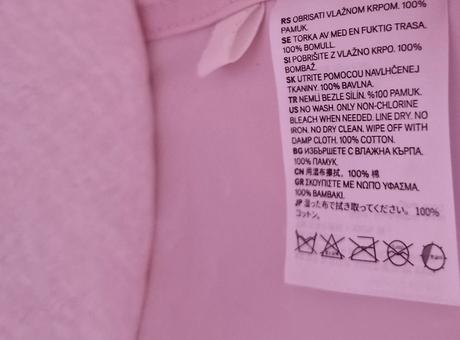 RS OBRISATI VLAŽNOM KRPOM. 100%
PAMUK.
SE TORKA AV MED EN FUKTIG TRASA.
100% BOMULL.
SI POBRIŠITE Z VLAŽNO KRPO. 100%
BOMBAŽ.
SK UTRITE POMOCOU NAVLHČENEJ
TKANINY. 100% BAVLNA.
TR NEMLİ BEZLE SİLİN. %100 PAMUK.
US NO WASH. ONLY NON-CHLORINE
BLEACH WHEN NEEDED. LINE DRY. NO
IRON. NO DRY CLEAN. WIPE OFF WITH
DAMP CLOTH. 100% COTTON.
BG ИЗБЪРШЕТЕ С ВЛАЖНА КЪРПА.
100% ПАМУК.
CN 用湿布擦拭。100% 棉
GR ΣΚΟΥΠΙΣΤΕ ΜΕ ΝΩΠΟ ΥΦΑΣΜΑ.
100% ΒΑΜΒΑΚΙ.
JP 湿った布で拭き取ってください。100%
コットン。